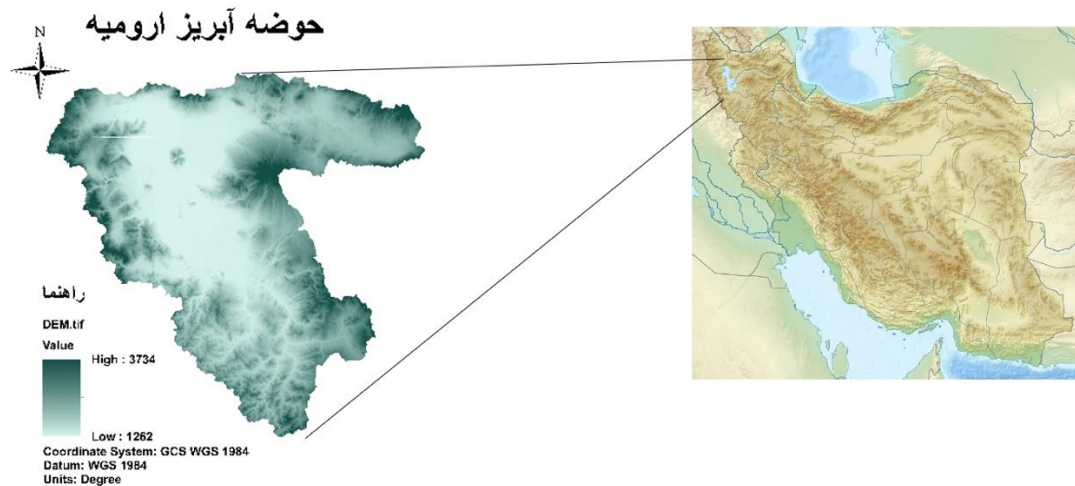 حوضه آبریز ارومیه
N
راهنما
DEM.tif
Value
High : 3734
Low : 1262
Coordinate System: GCS WGS 1984
Datum: WGS 1984
Units: Degree